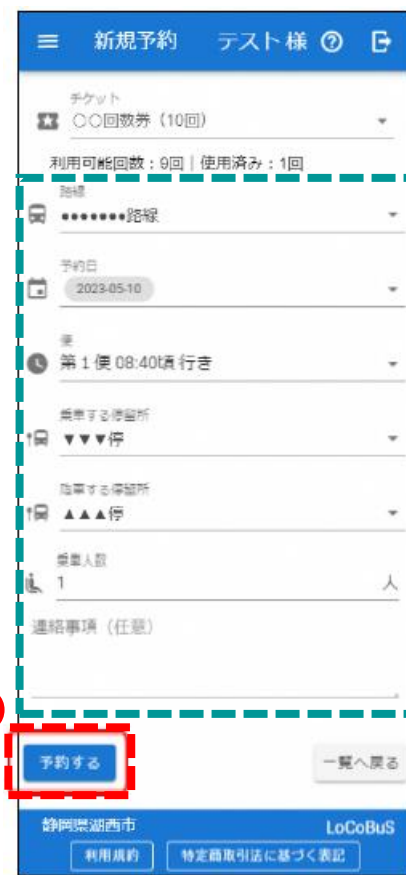 新規予約 テスト様
チケット
〇〇回数券（10回）
利用可能回数：9回｜使用済み：1回
路線
●●●●●●●路線
予約日
2023-05-10
便
第1便 08:40頃 行き
乗車する停留所
▼▼▼停
降車する停留所
▲▲▲停
乗車人数
1 人
連絡事項（任意）
予約する 一覧へ戻る
静岡県湖西市 LoCoBuS
利用規約 特定商取引法に基づく表記